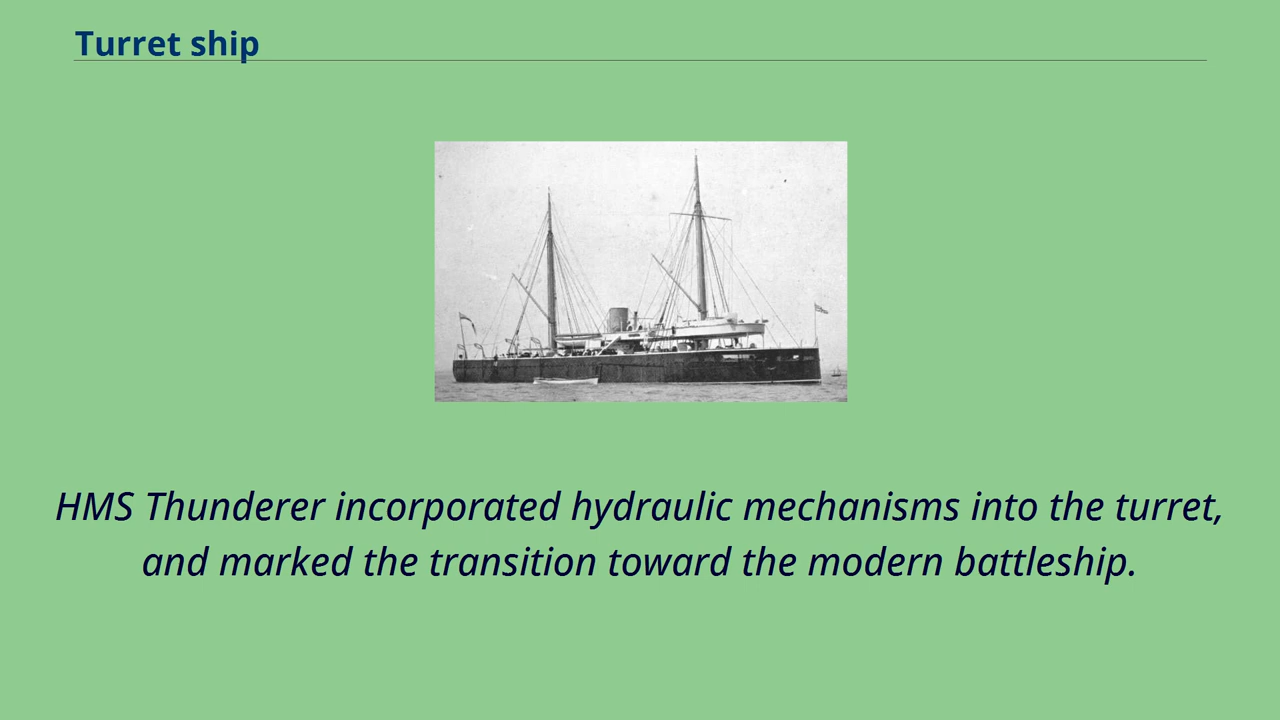 Turret ship
HMS Thunderer incorporated hydraulic mechanisms into the turret,
and marked the transition toward the modern battleship.